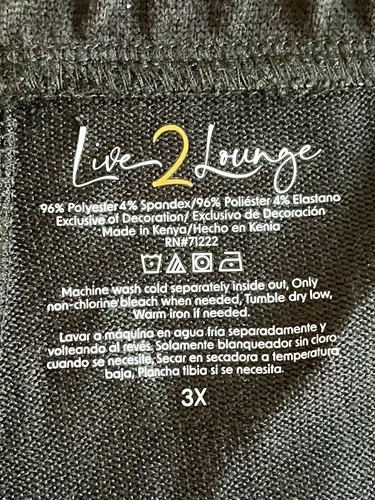 Live 2 Lounge
96% Polyester 4% Spandex/96% Poliéster 4% Elastano
Exclusive of Decoration/ Exclusivo de Decoración
Made in Kenya/Hecho en Kenia
RN#71222
Machine wash cold separately inside out, Only
non-chlorine bleach when needed, Tumble dry low,
Warm iron if needed.
Lavar a máquina en agua fría separadamente y
volteando al revés. Solamente blanqueador sin cloro
cuando se necesite, Secar en secadora a temperatura
baja, Plancha tibia si se necesita.
3X